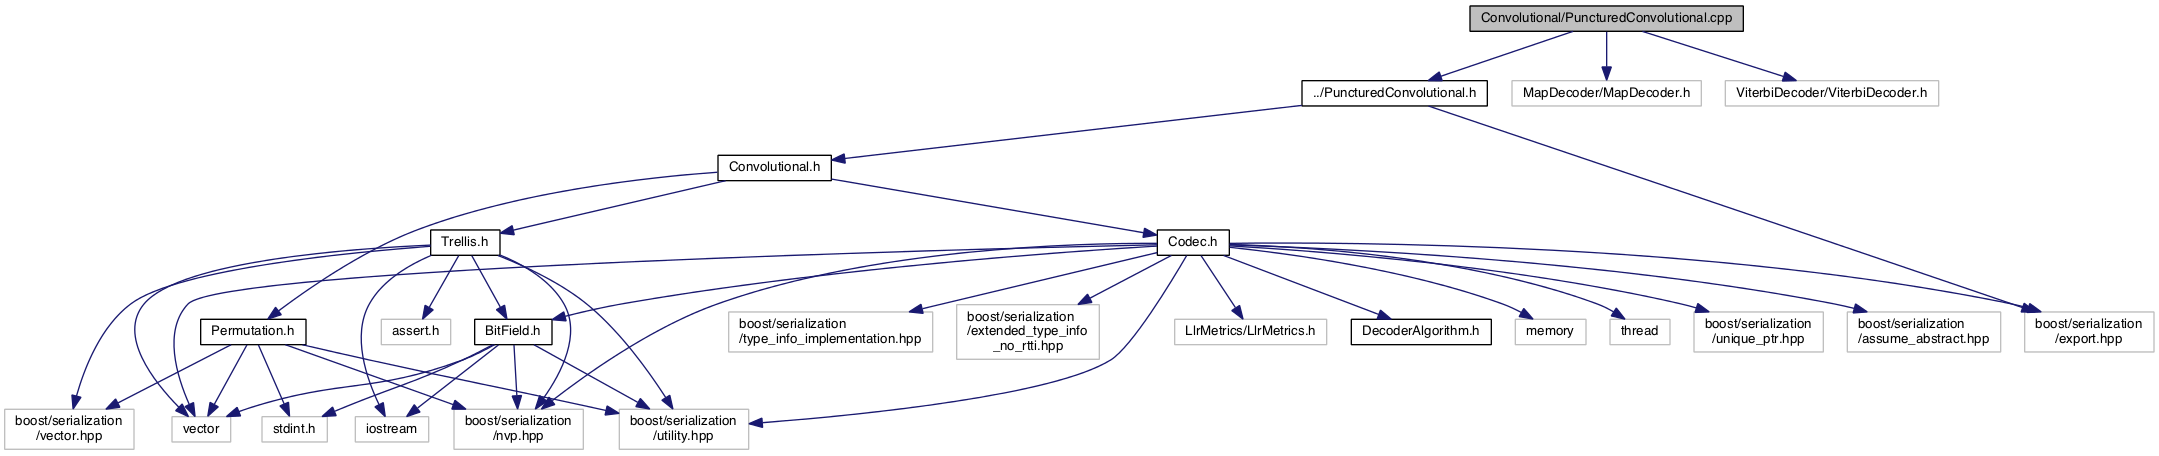 Convolutional/PuncturedConvolutional.cpp
../PuncturedConvolutional.h
MapDecoder/MapDecoder.h
ViterbiDecoder/ViterbiDecoder.h
Convolutional.h
Trellis.h
Codec.h
Permutation.h
assert.h
BitField.h
boost/serialization
/type_info_implementation.hpp
boost/serialization
/extended_type_info
_no_rtti.hpp
LlrMetrics/LlrMetrics.h
DecoderAlgorithm.h
memory
thread
boost/serialization
/unique_ptr.hpp
boost/serialization
/assume_abstract.hpp
boost/serialization
/export.hpp
boost/serialization
/vector.hpp
vector
stdint.h
iostream
boost/serialization
/nvp.hpp
boost/serialization
/utility.hpp